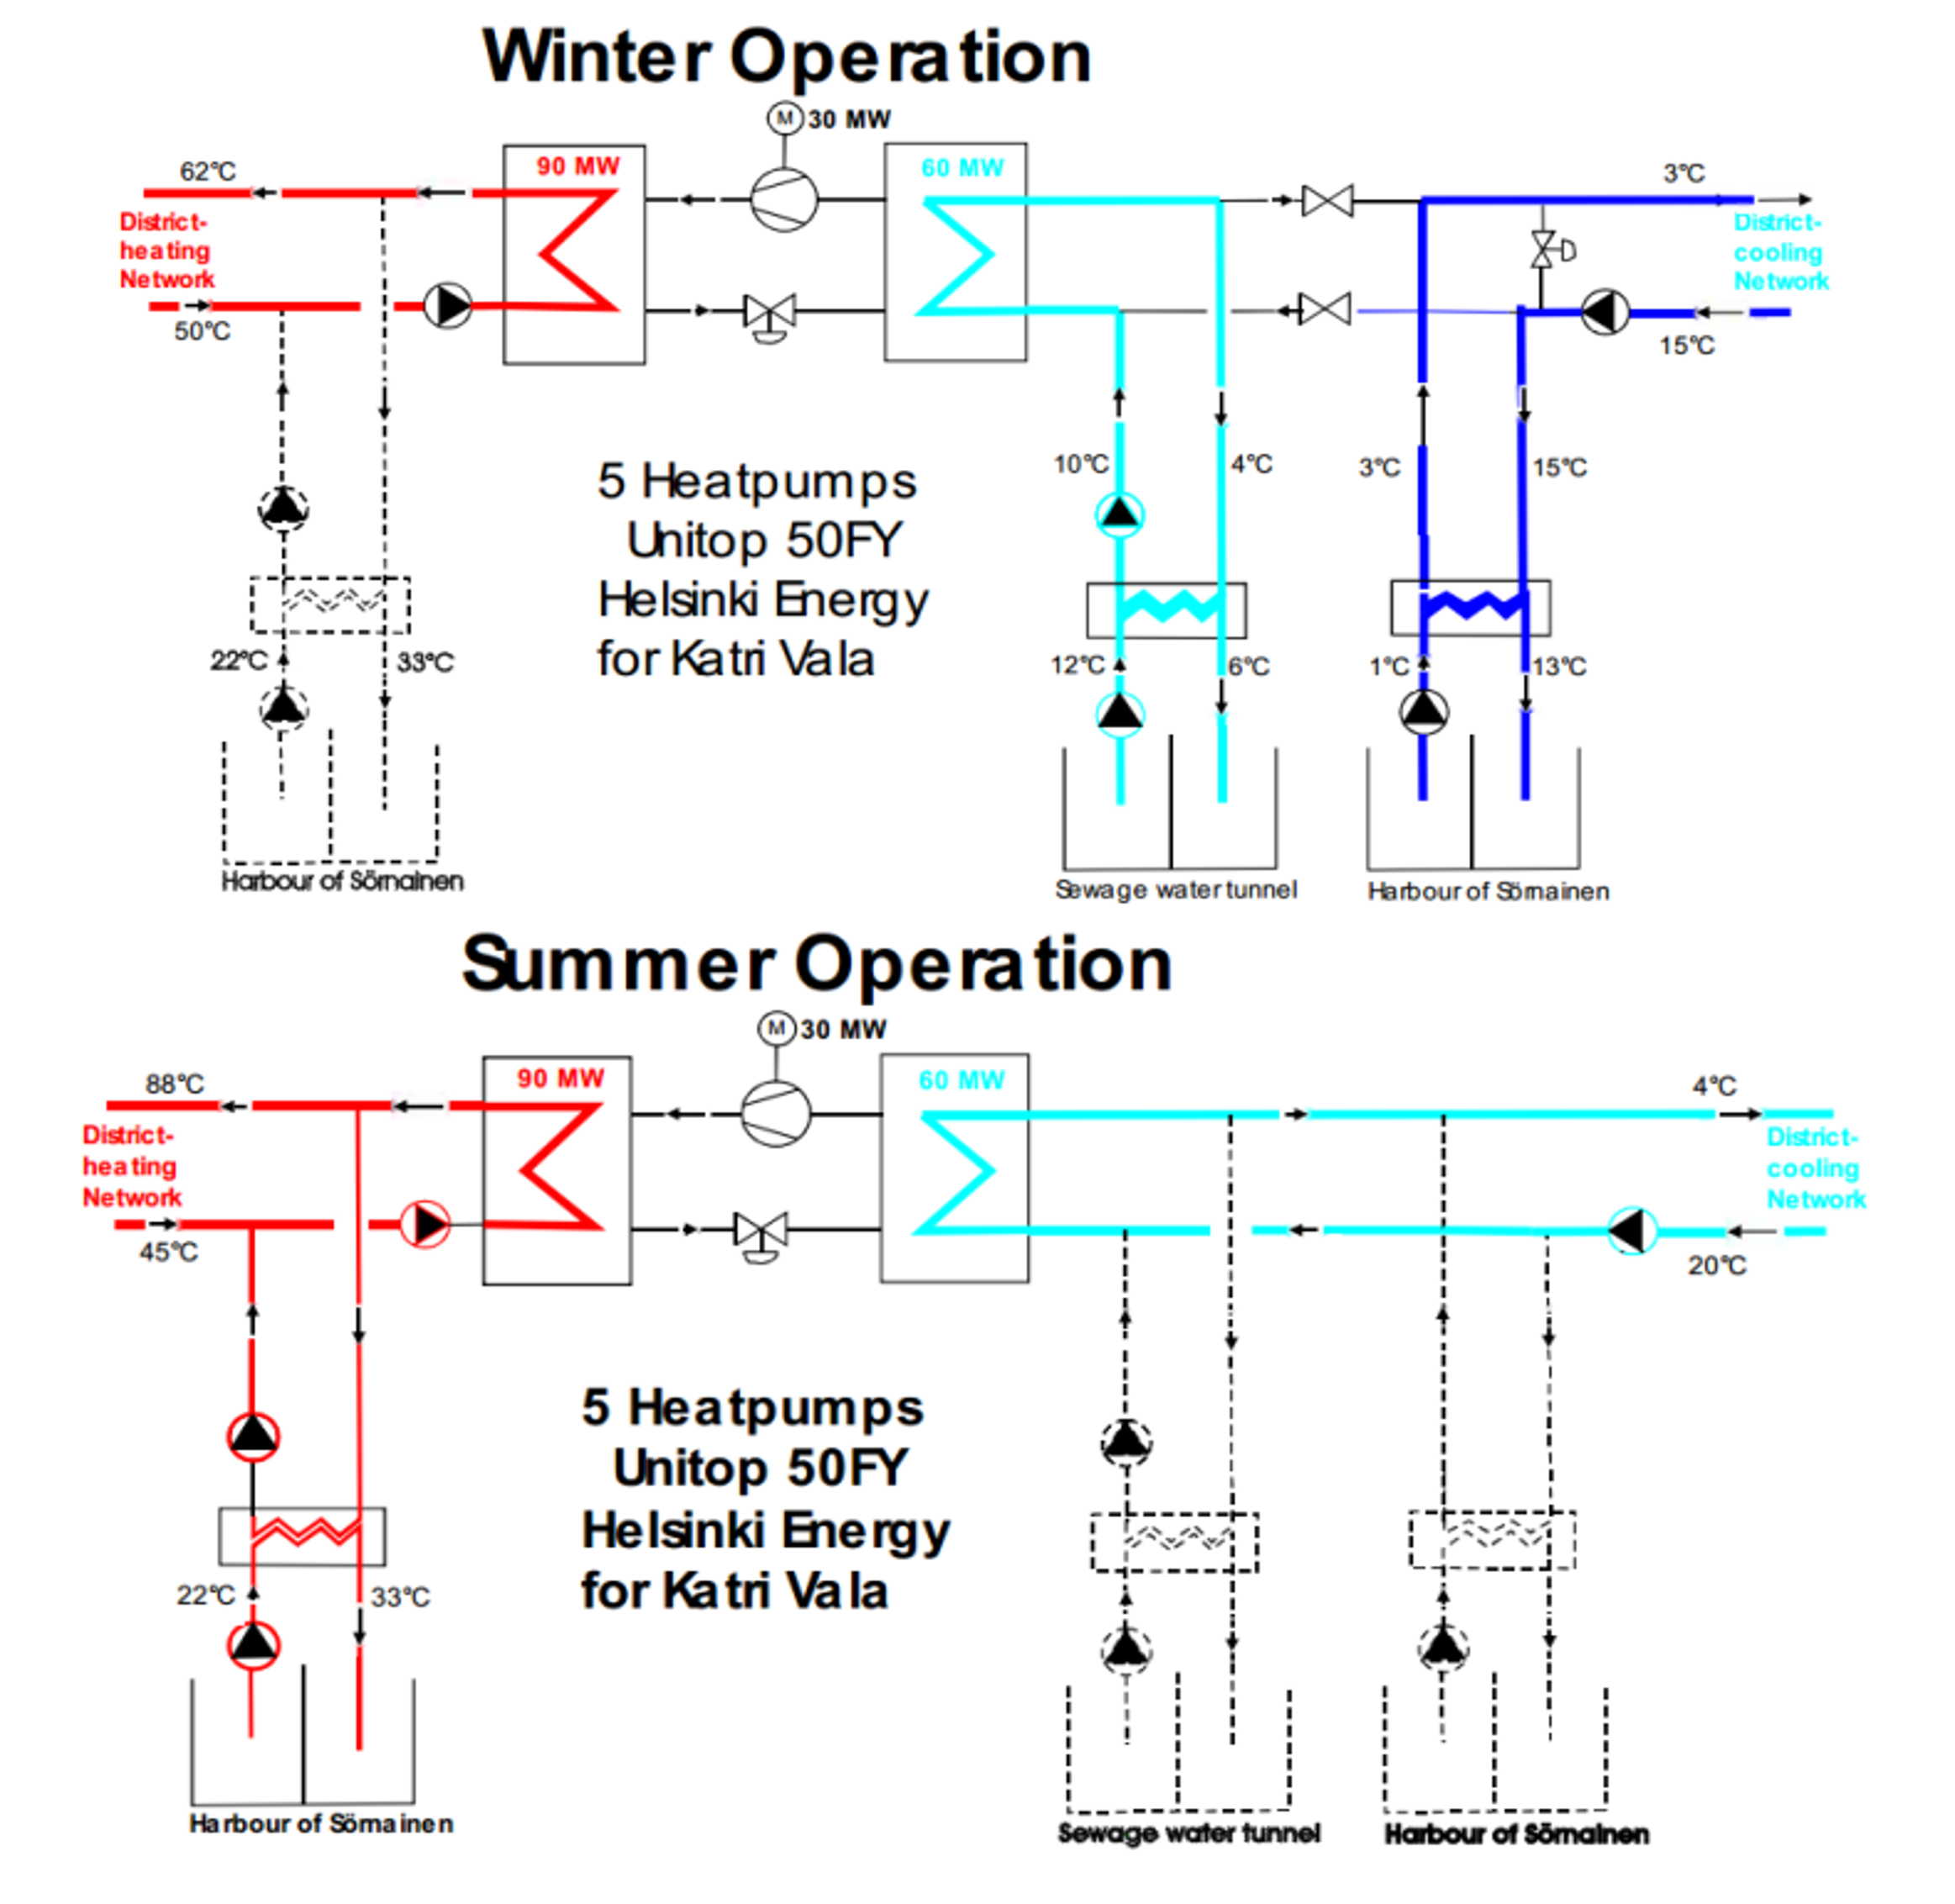 Winter Operation
M 30 MW
90 MW
60 MW
62°C
3°C
District-
heating
Network
District-
cooling
Network
50°C
15°C
5 Heatpumps
Unitop 50FY
Helsinki Energy
for Katri Vala
10°C
4°C
3°C
15°C
22°C
33°C
12°C
6°C
1°C
13°C
Harbour of Sörnainen
Sewage water tunnel
Harbour of Sörnainen
Summer Operation
M 30 MW
90 MW
60 MW
88°C
4°C
District-
heating
Network
District-
cooling
Network
45°C
20°C
5 Heatpumps
Unitop 50FY
Helsinki Energy
for Katri Vala
22°C
33°C
Harbour of Sörnainen
Sewage water tunnel
Harbour of Sörnainen